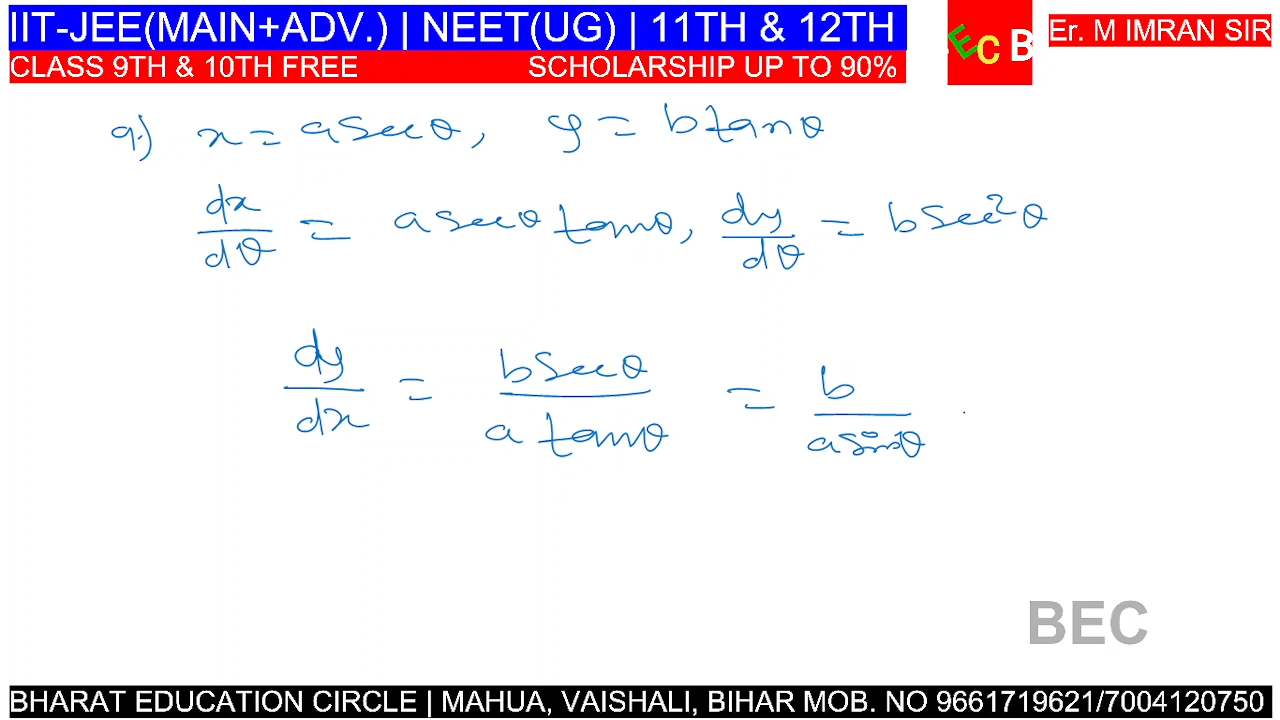 IIT-JEE(MAIN+ADV.) | NEET(UG) | 11TH & 12TH
CLASS 9TH & 10TH FREE SCHOLARSHIP UP TO 90%
ECB
Er. M IMRAN SIR
9.) x = a secθ, y = b tanθ
dx/dθ = a secθ tanθ, dy/dθ = b sec²θ
dy/dx = b secθ / a tanθ = b / a sinθ
BEC
BHARAT EDUCATION CIRCLE | MAHUA, VAISHALI, BIHAR MOB. NO 9661719621/7004120750